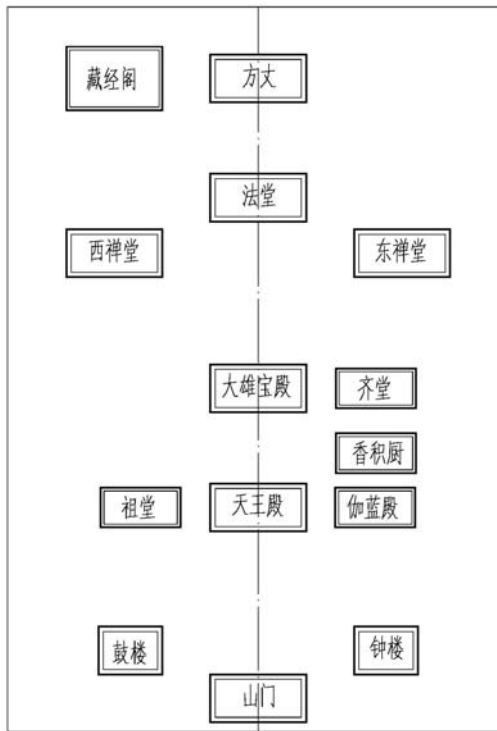 藏经阁
方丈
法堂
西禅堂
东禅堂
大雄宝殿
齐堂
香积厨
祖堂
天王殿
伽蓝殿
鼓楼
钟楼
山门